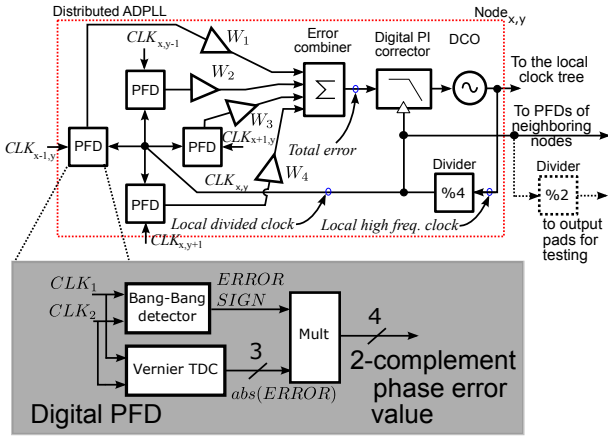 Distributed ADPLL
Node x,y
CLK x,y-1
W1
W2
W3
W4
Error
combiner
Digital PI
corrector
DCO
To the local
clock tree
PFD
Σ
To PFDs of
neighboring
nodes
CLK x-1,y
PFD
PFD
CLK x+1,y
Total error
Divider
%4
Divider
%2
CLK x,y
PFD
CLK x,y+1
Local divided clock
Local high freq. clock
to output
pads for
testing
CLK1
CLK2
Bang-Bang
detector
ERROR
SIGN
Mult
4
Vernier TDC
3
abs(ERROR)
2-complement
phase error
value
Digital PFD